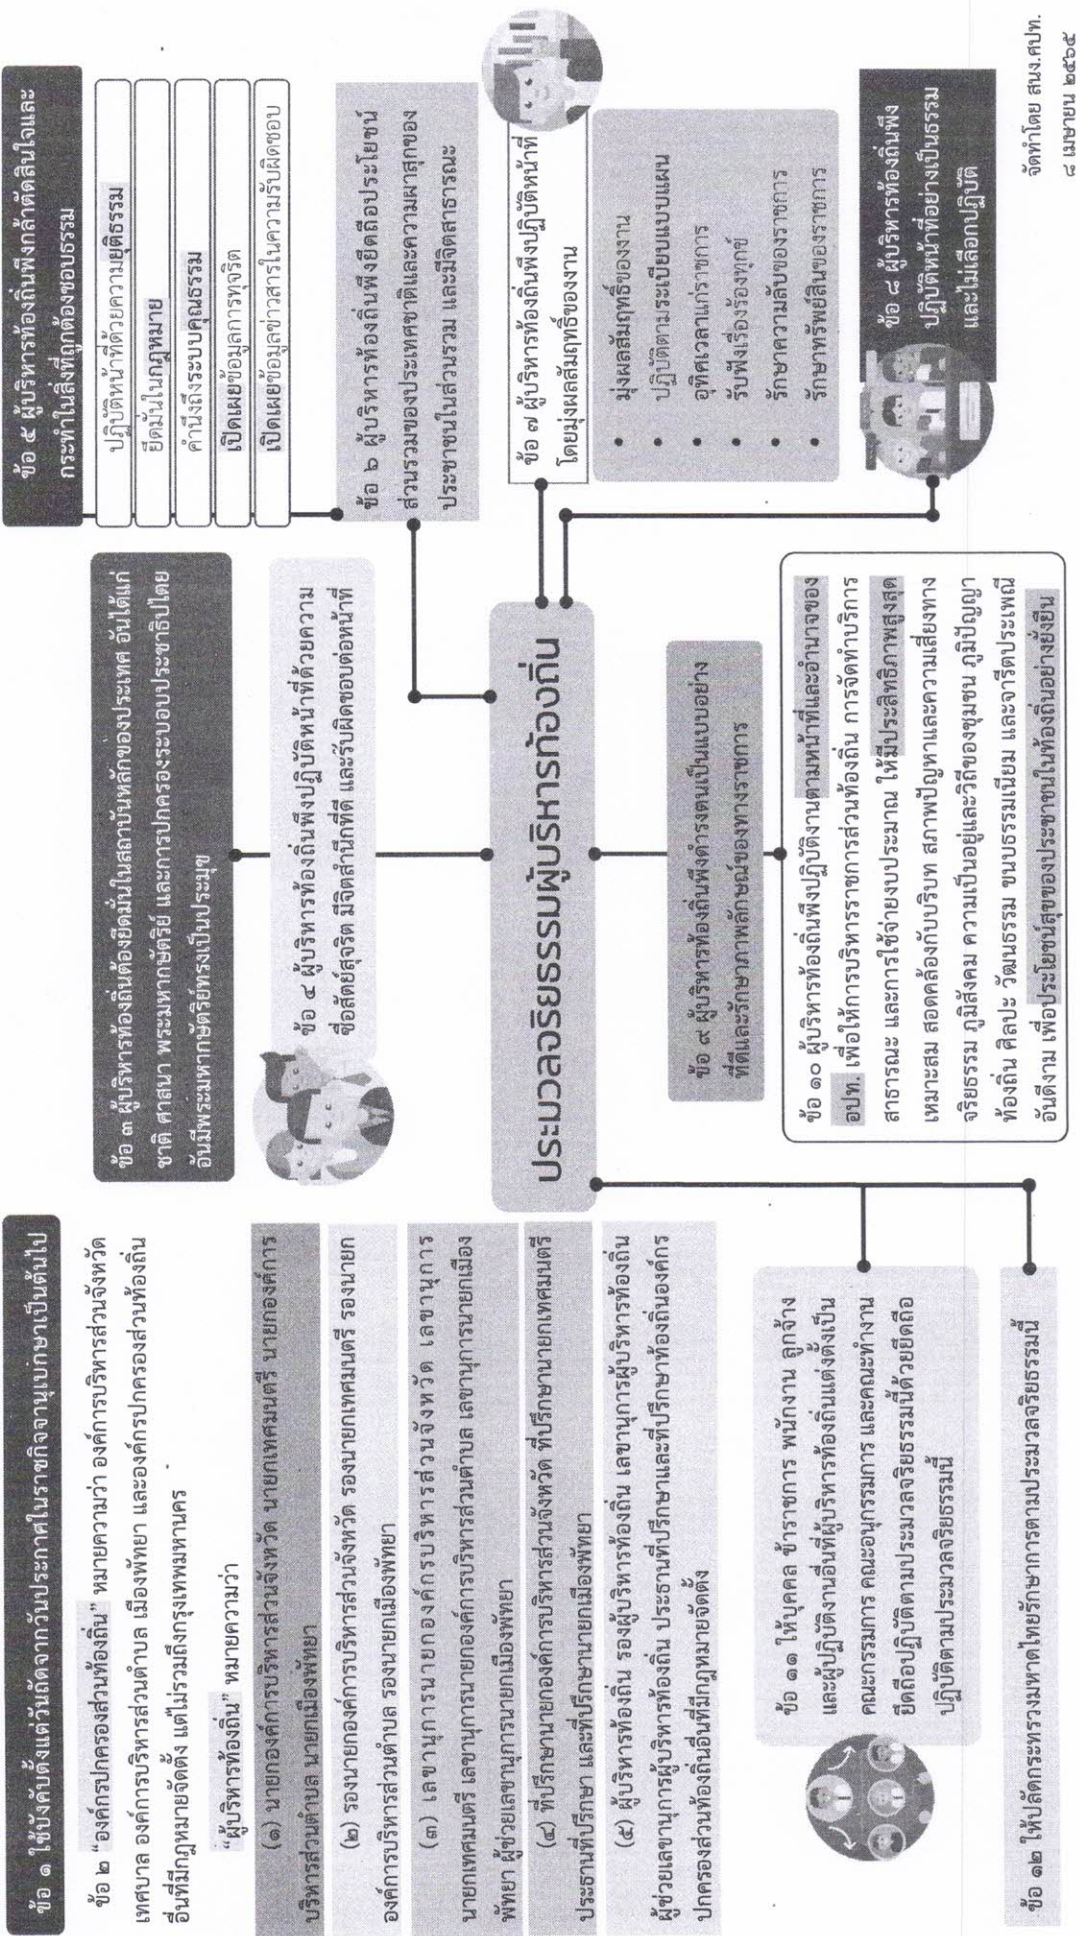 ข้อ ๑ ใช้บังคับตั้งแต่วันถัดจากวันประกาศในราชกิจจานุเบกษาเป็นต้นไป
ข้อ ๒ “องค์กรปกครองส่วนท้องถิ่น” หมายความว่า องค์การบริหารส่วนจังหวัด
เทศบาล องค์การบริหารส่วนตำบล เมืองพัทยา และองค์กรปกครองส่วนท้องถิ่น
อื่นที่มีกฎหมายจัดตั้ง แต่ไม่รวมถึงกรุงเทพมหานคร
“ผู้บริหารท้องถิ่น” หมายความว่า
(๑) นายกองค์การบริหารส่วนจังหวัด นายกเทศมนตรี นายกองค์การ
บริหารส่วนตำบล นายกเมืองพัทยา
(๒) รองนายกองค์การบริหารส่วนจังหวัด รองนายกเทศมนตรี รองนายก
องค์การบริหารส่วนตำบล รองนายกเมืองพัทยา
(๓) เลขานุการนายกองค์กรบริหารส่วนจังหวัด เลขานุการ
นายกเทศมนตรี เลขานุการนายกองค์การบริหารส่วนตำบล เลขานุการนายกเมือง
พัทยา ผู้ช่วยเลขานุการนายกเมืองพัทยา
(๔) ที่ปรึกษานายกองค์การบริหารส่วนจังหวัด ที่ปรึกษานายกเทศมนตรี
ประธานที่ปรึกษา และที่ปรึกษานายกเมืองพัทยา
(๕) ผู้บริหารท้องถิ่น รองผู้บริหารท้องถิ่น เลขานุการผู้บริหารท้องถิ่น
ผู้ช่วยเลขานุการผู้บริหารท้องถิ่น ประธานที่ปรึกษาและที่ปรึกษาท้องถิ่นองค์กร
ปกครองส่วนท้องถิ่นอื่นที่มีกฎหมายจัดตั้ง
ข้อ ๑๑ ให้บุคคล ข้าราชการ พนักงาน ลูกจ้าง
และผู้ปฏิบัติงานอื่นที่ผู้บริหารท้องถิ่นแต่งตั้งเป็น
คณะกรรมการ คณะอนุกรรมการ และคณะทำงาน
ยึดถือปฏิบัติตามประมวลจริยธรรมนี้ด้วยยึดถือ
ปฏิบัติตามประมวลจริยธรรมนี้
ข้อ ๑๒ ให้ปลัดกระทรวงมหาดไทยรักษาการตามประมวลจริยธรรมนี้
ข้อ ๓ ผู้บริหารท้องถิ่นต้องยึดมั่นในสถาบันหลักของประเทศ อันได้แก่
ชาติ ศาสนา พระมหากษัตริย์ และการปกครองระบอบประชาธิปไตย
อันมีพระมหากษัตริย์ทรงเป็นประมุข
ข้อ ๔ ผู้บริหารท้องถิ่นพึงปฏิบัติหน้าที่ด้วยความ
ซื่อสัตย์สุจริต มีจิตสำนึกที่ดี และรับผิดชอบต่อหน้าที่
ประมวลจริยธรรมผู้บริหารท้องถิ่น
ข้อ ๙ ผู้บริหารท้องถิ่นพึงดำรงตนเป็นแบบอย่าง
ที่ดีและรักษาภาพลักษณ์ของทางราชการ
ข้อ ๑๐ ผู้บริหารท้องถิ่นพึงปฏิบัติงานตามหน้าที่และอำนาจของ
อปท. เพื่อให้การบริหารราชการส่วนท้องถิ่น การจัดทำบริการ
สาธารณะ และการใช้จ่ายงบประมาณ ให้มีประสิทธิภาพสูงสุด
เหมาะสม สอดคล้องกับบริบท สภาพปัญหาและความเสี่ยงทาง
จริยธรรม ภูมิสังคม ความเป็นอยู่และวิถีของชุมชน ภูมิปัญญา
ท้องถิ่น ศิลปะ วัฒนธรรม ขนบธรรมเนียม และจารีตประเพณี
อันดีงาม เพื่อประโยชน์สุขของประชาชนในท้องถิ่นอย่างยั่งยืน
ข้อ ๕ ผู้บริหารท้องถิ่นพึงกล้าตัดสินใจและ
กระทำในสิ่งที่ถูกต้องชอบธรรม
ปฏิบัติหน้าที่ด้วยความยุติธรรม
ยึดมั่นในกฎหมาย
คำนึงถึงระบบคุณธรรม
เปิดเผยข้อมูลการทุจริต
เปิดเผยข้อมูลข่าวสารในความรับผิดชอบ
ข้อ ๖ ผู้บริหารท้องถิ่นพึงยึดถือประโยชน์
ส่วนรวมของประเทศชาติและความผาสุกของ
ประชาชนในส่วนรวม และมีจิตสาธารณะ
ข้อ ๗ ผู้บริหารท้องถิ่นพึงปฏิบัติหน้าที่
โดยมุ่งผลสัมฤทธิ์ของงาน
• มุ่งผลสัมฤทธิ์ของงาน
• ปฏิบัติตามระเบียบแบบแผน
• อุทิศเวลาแก่ราชการ
• รับฟังเรื่องร้องทุกข์
• รักษาความลับของราชการ
• รักษาทรัพย์สินของราชการ
ข้อ ๘ ผู้บริหารท้องถิ่นพึง
ปฏิบัติหน้าที่อย่างเป็นธรรม
และไม่เลือกปฏิบัติ
จัดทำโดย สนง.ศปท.
๘ เมษายน ๒๕๖๕